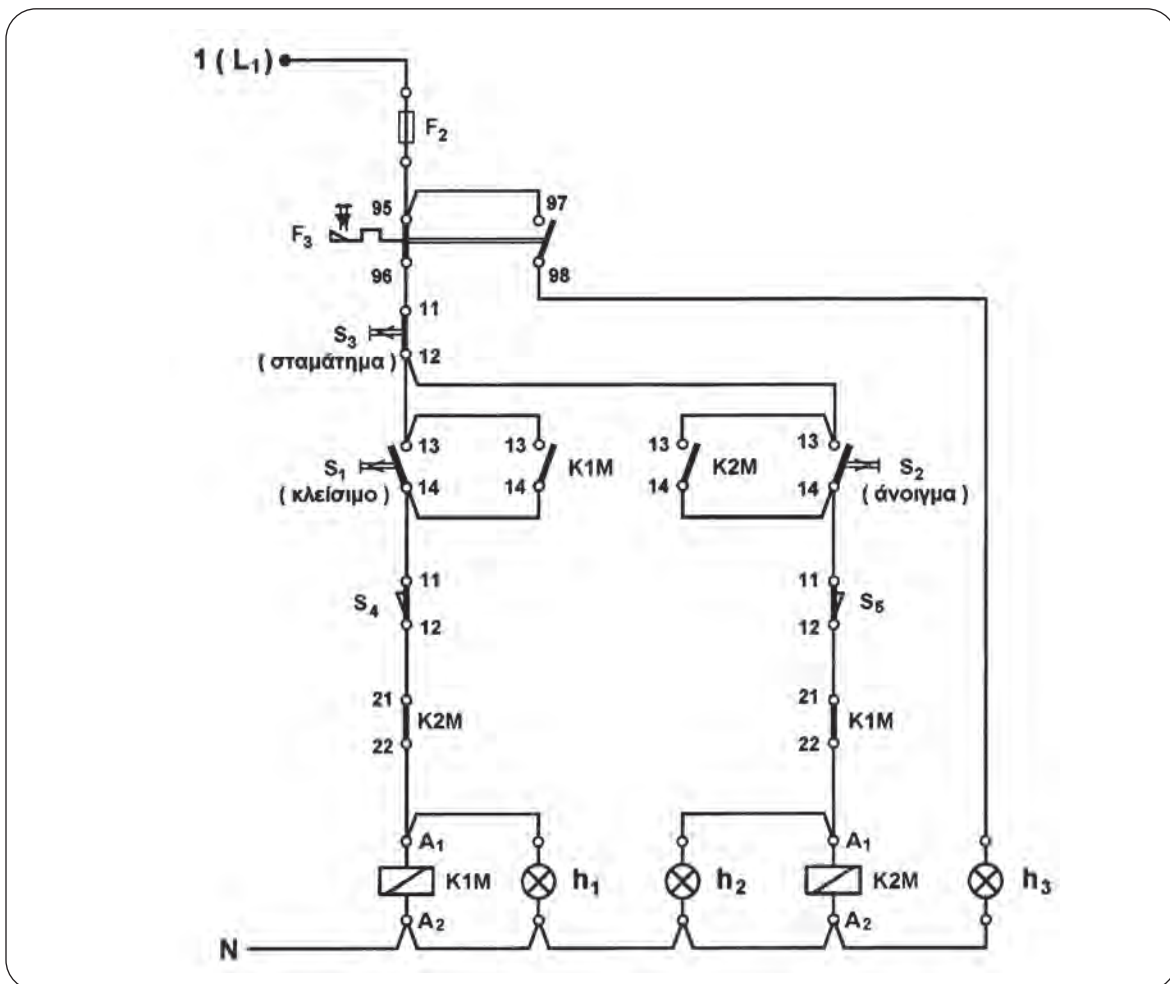 1 ( L₁ )
F₂
95
97
F₃
96
98
11
S₃
( σταμάτημα )
12
13
13
13
13
S₁
K1M
K2M
S₂
( κλείσιμο )
14
14
14
14
( άνοιγμα )
11
11
S₄
S₅
12
12
21
21
K2M
K1M
22
22
A₁
A₁
K1M
h₁
h₂
K2M
h₃
A₂
A₂
N